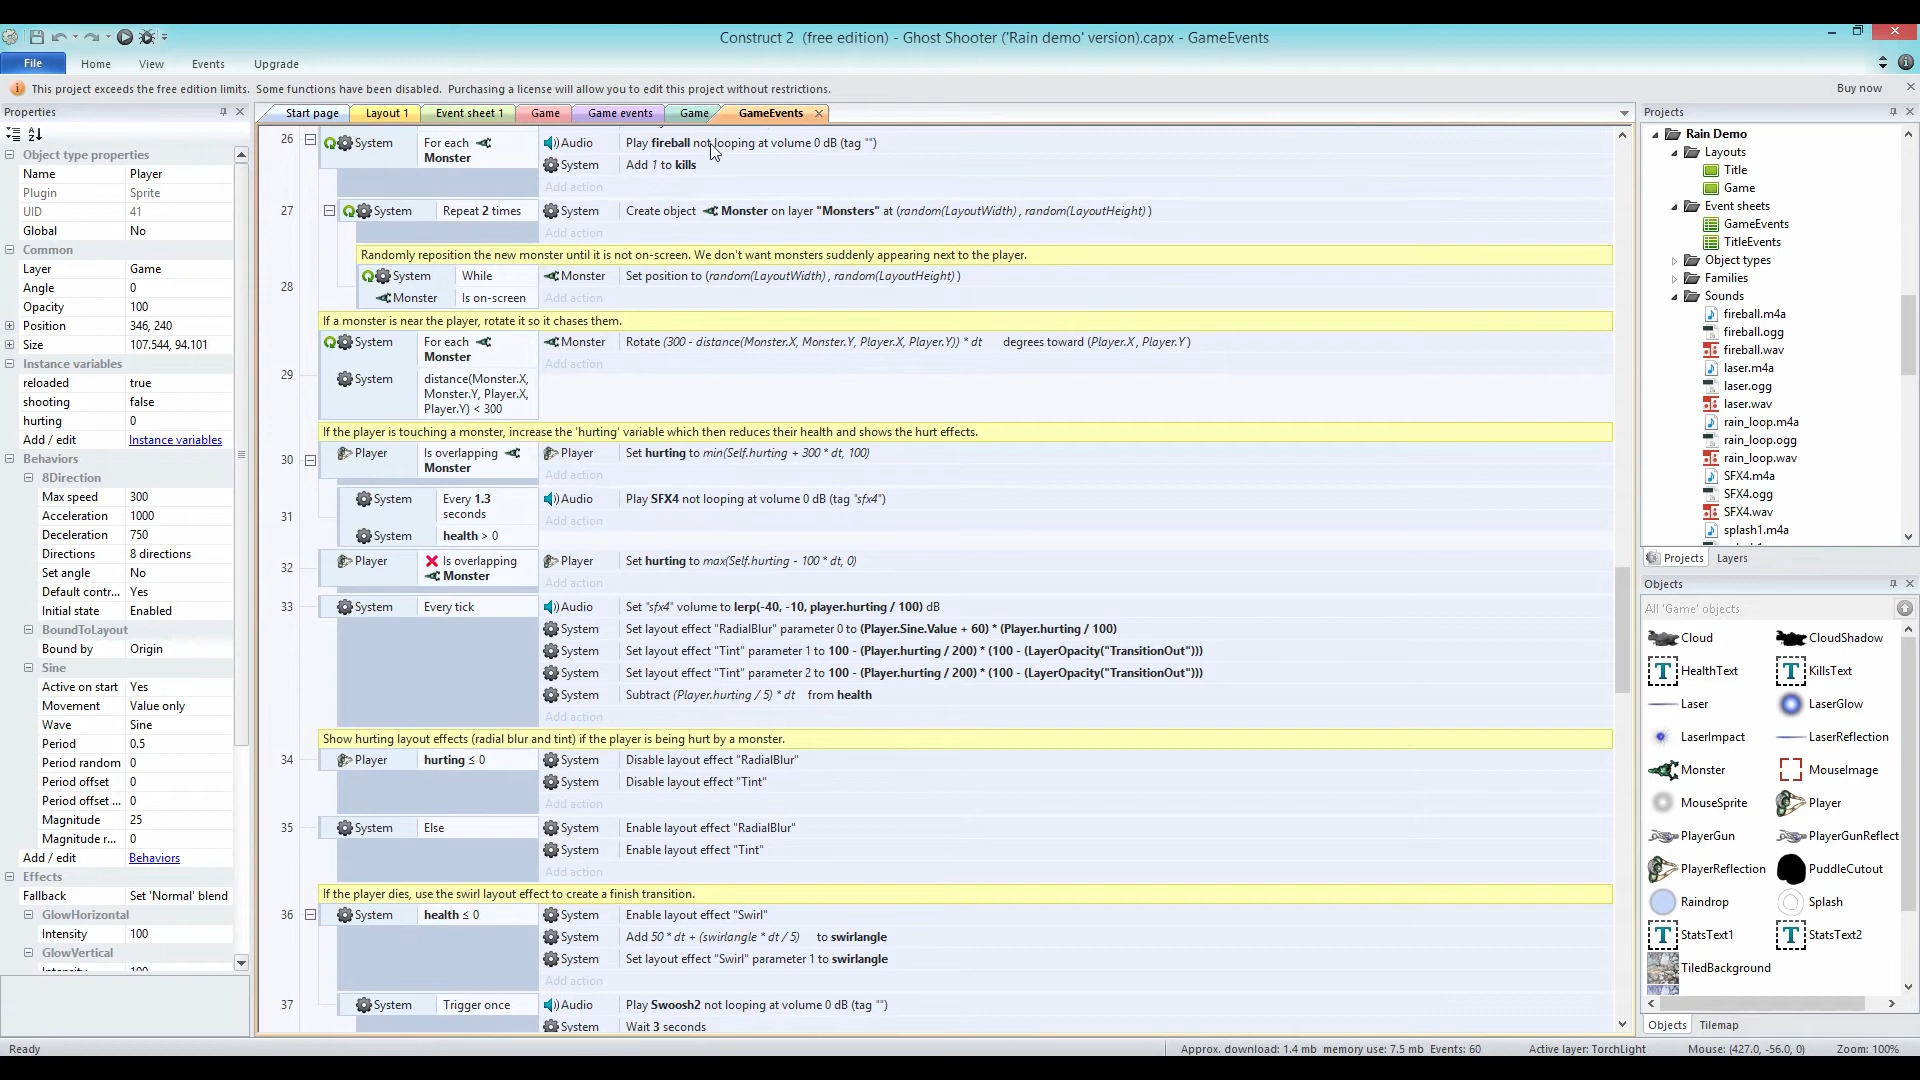 Construct 2 (free edition) - Ghost Shooter ('Rain demo' version).capx - GameEvents
File Home View Events Upgrade
This project exceeds the free edition limits. Some functions have been disabled. Purchasing a license will allow you to edit this project without restrictions. Buy now
Properties
Object type properties
Name Player
Plugin Sprite
UID 41
Global No
Common
Layer Game
Angle 0
Opacity 100
Position 346, 240
Size 107.544, 94.101
Instance variables
reloaded true
shooting false
hurting 0
Add / edit Instance variables
Behaviors
8Direction
Max speed 300
Acceleration 1000
Deceleration 750
Directions 8 directions
Set angle No
Default contr... Yes
Initial state Enabled
BoundToLayout
Bound by Origin
Sine
Active on start Yes
Movement Value only
Wave Sine
Period 0.5
Period random 0
Period offset 0
Period offset ... 0
Magnitude 25
Magnitude r... 0
Add / edit Behaviors
Effects
Fallback Set 'Normal' blend
GlowHorizontal
Intensity 100
GlowVertical
Start page Layout 1 Event sheet 1 Game Game events Game GameEvents
26 System For each Monster Audio Play fireball not looping at volume 0 dB (tag "")
System Add 1 to kills
Add action
27 System Repeat 2 times System Create object Monster on layer "Monsters" at (random(LayoutWidth), random(LayoutHeight))
Add action
Randomly reposition the new monster until it is not on-screen. We don't want monsters suddenly appearing next to the player.
28 System While Monster Set position to (random(LayoutWidth), random(LayoutHeight))
Monster Is on-screen Add action
If a monster is near the player, rotate it so it chases them.
29 System For each Monster Monster Rotate (300 - distance(Monster.X, Monster.Y, Player.X, Player.Y)) * dt degrees toward (Player.X, Player.Y)
Add action
System distance(Monster.X, Monster.Y, Player.X, Player.Y) < 300
If the player is touching a monster, increase the 'hurting' variable which then reduces their health and shows the hurt effects.
30 Player Is overlapping Monster Player Set hurting to min(Self.hurting + 300 * dt, 100)
Add action
31 System Every 1.3 seconds Audio Play SFX4 not looping at volume 0 dB (tag "sfx4")
Add action
System health > 0
32 Player Is overlapping Monster Player Set hurting to max(Self.hurting - 100 * dt, 0)
Add action
33 System Every tick Audio Set "sfx4" volume to lerp(-40, -10, player.hurting / 100) dB
System Set layout effect "RadialBlur" parameter 0 to (Player.Sine.Value + 60) * (Player.hurting / 100)
System Set layout effect "Tint" parameter 1 to 100 - (Player.hurting / 200) * (100 - (LayerOpacity("TransitionOut")))
System Set layout effect "Tint" parameter 2 to 100 - (Player.hurting / 200) * (100 - (LayerOpacity("TransitionOut")))
System Subtract (Player.hurting / 5) * dt from health
Add action
Show hurting layout effects (radial blur and tint) if the player is being hurt by a monster.
34 Player hurting ≤ 0 System Disable layout effect "RadialBlur"
System Disable layout effect "Tint"
Add action
35 System Else System Enable layout effect "RadialBlur"
System Enable layout effect "Tint"
Add action
If the player dies, use the swirl layout effect to create a finish transition.
36 System health ≤ 0 System Enable layout effect "Swirl"
System Add 50 * dt + (swirlangle * dt / 5) to swirlangle
System Set layout effect "Swirl" parameter 1 to swirlangle
Add action
37 System Trigger once Audio Play Swoosh2 not looping at volume 0 dB (tag "")
System Wait 3 seconds
Projects
Rain Demo
Layouts
Title
Game
Event sheets
GameEvents
TitleEvents
Object types
Families
Sounds
fireball.m4a
fireball.ogg
fireball.wav
laser.m4a
laser.ogg
laser.wav
rain_loop.m4a
rain_loop.ogg
rain_loop.wav
SFX4.m4a
SFX4.ogg
SFX4.wav
splash1.m4a
Projects Layers
Objects
All 'Game' objects
Cloud CloudShadow
HealthText KillsText
Laser LaserGlow
LaserImpact LaserReflection
Monster MouseImage
MouseSprite Player
PlayerGun PlayerGunReflect
PlayerReflection PuddleCutout
Raindrop Splash
StatsText1 StatsText2
TiledBackground
Objects Tilemap
Ready Approx. download: 1.4 mb memory use: 7.5 mb Events: 60 Active layer: TorchLight Mouse: (427.0, -56.0, 0) Zoom: 100%